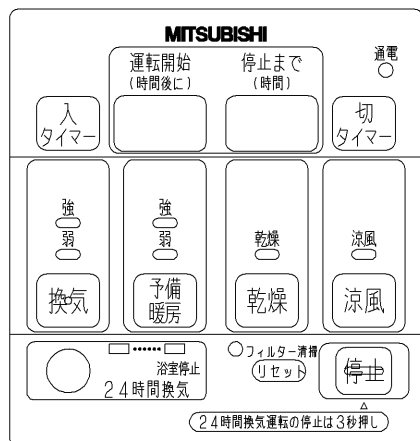 MITSUBISHI
運転開始
(時間後に)
停止まで
(時間)
通電
入
タイマー
切
タイマー
強
弱
強
弱
乾燥
涼風
換気
予備
暖房
乾燥
涼風
浴室停止
24時間換気
フィルター清掃
リセット
停止
24時間換気運転の停止は3秒押し